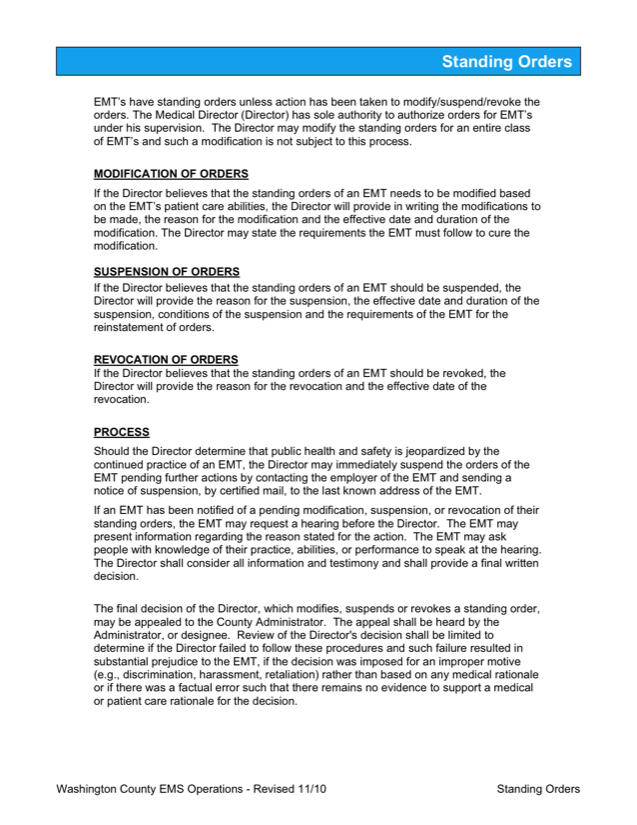 Standing Orders
EMT's have standing orders unless action has been taken to modify/suspend/revoke the
orders. The Medical Director (Director) has sole authority to authorize orders for EMT's
under his supervision.  The Director may modify the standing orders for an entire class
of EMT's and such a modification is not subject to this process.
MODIFICATION OF ORDERS
If the Director believes that the standing orders of an EMT needs to be modified based
on the EMT's patient care abilities, the Director will provide in writing the modifications to
be made, the reason for the modification and the effective date and duration of the
modification. The Director may state the requirements the EMT must follow to cure the
modification.
SUSPENSION OF ORDERS
If the Director believes that the standing orders of an EMT should be suspended, the
Director will provide the reason for the suspension, the effective date and duration of the
suspension, conditions of the suspension and the requirements of the EMT for the
reinstatement of orders.
REVOCATION OF ORDERS
If the Director believes that the standing orders of an EMT should be revoked, the
Director will provide the reason for the revocation and the effective date of the
revocation.
PROCESS
Should the Director determine that public health and safety is jeopardized by the
continued practice of an EMT, the Director may immediately suspend the orders of the
EMT pending further actions by contacting the employer of the EMT and sending a
notice of suspension, by certified mail, to the last known address of the EMT.
If an EMT has been notified of a pending modification, suspension, or revocation of their
standing orders, the EMT may request a hearing before the Director.  The EMT may
present information regarding the reason stated for the action.  The EMT may ask
people with knowledge of their practice, abilities, or performance to speak at the hearing.
The Director shall consider all information and testimony and shall provide a final written
decision.
The final decision of the Director, which modifies, suspends or revokes a standing order,
may be appealed to the County Administrator.  The appeal shall be heard by the
Administrator, or designee.  Review of the Director's decision shall be limited to
determine if the Director failed to follow these procedures and such failure resulted in
substantial prejudice to the EMT, if the decision was imposed for an improper motive
(e.g., discrimination, harassment, retaliation) rather than based on any medical rationale
or if there was a factual error such that there remains no evidence to support a medical
or patient care rationale for the decision.
Washington County EMS Operations - Revised 11/10
Standing Orders